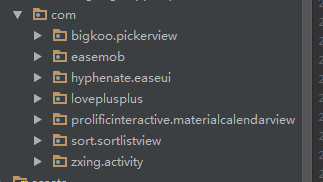 com
bigkoo.pickerview
easemob
hyphenate.easeui
loveplusplus
prolificinteractive.materialcalendarview
sort.sortlistview
zxing.activity